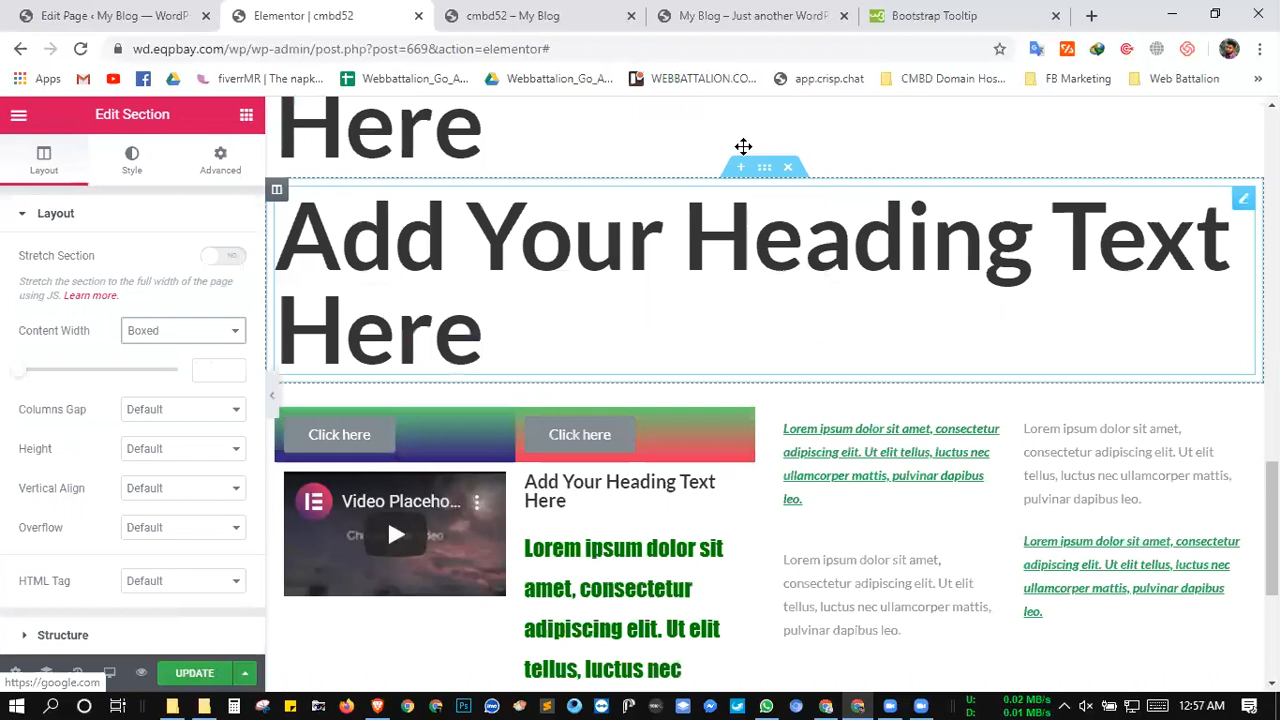 Edit Page < Backup — W
Elementor | cmbd52
cmbd52 – My Blog
My Blog – Just another WordP
Bootstrap Tooltip
wd.eqpbay.com/wp/wp-admin/post.php?post=669&action=elementor#
Apps
fiverrMR | The napk...
Webbattalion_Go_A...
Webbattalion_Go_A...
WEBBATTALION.CO...
app.crisp.chat
CMBD Domain Hos...
FB Marketing
Web Battalion
»
Edit Section
Layout
Style
Advanced
Layout
Stretch Section
NO
Stretch the section to the full width of the page
using JS. Learn more.
Content Width
Boxed
Columns Gap
Default
Height
Default
Vertical Align
Default
Overflow
Default
HTML Tag
Default
Structure
UPDATE
https://google.com
Here
Add Your Heading Text
Here
Click here
Click here
Video Placeho...
Add Your Heading Text
Here
Lorem ipsum dolor sit
amet, consectetur
adipiscing elit. Ut elit
tellus, luctus nec
Lorem ipsum dolor sit amet, consectetur
adipiscing elit. Ut elit tellus, luctus nec
ullamcorper mattis, pulvinar dapibus
leo.
Lorem ipsum dolor sit amet,
consectetur adipiscing elit. Ut elit
tellus, luctus nec ullamcorper mattis,
pulvinar dapibus leo.
Lorem ipsum dolor sit amet,
consectetur adipiscing elit. Ut elit
tellus, luctus nec ullamcorper mattis,
pulvinar dapibus leo.
Lorem ipsum dolor sit amet, consectetur
adipiscing elit. Ut elit tellus, luctus nec
ullamcorper mattis, pulvinar dapibus
leo.
U: 0.02 MB/s
D: 0.01 MB/s
12:57 AM